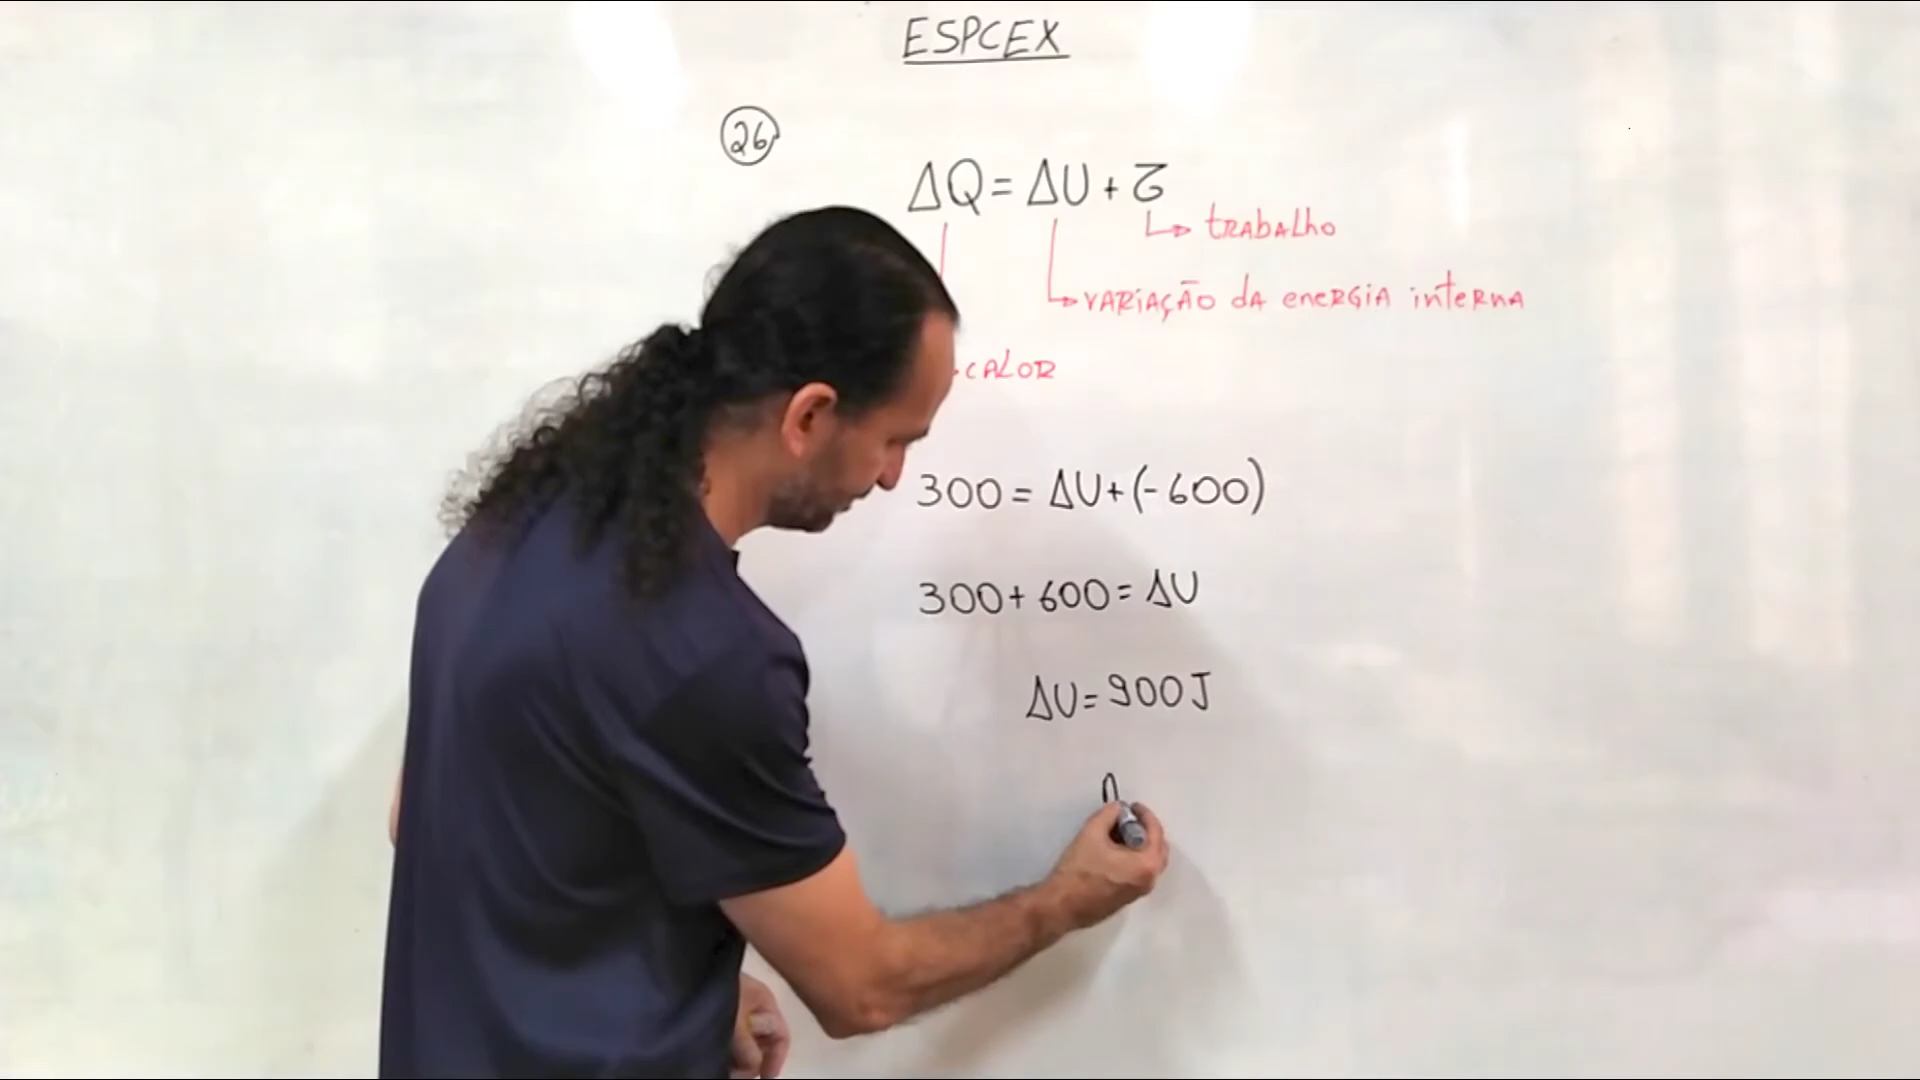 ESPCEX
26
ΔQ = ΔU + τ
trabalho
variação da energia interna
calor
300 = ΔU + (-600)
300 + 600 = ΔU
ΔU = 900 J